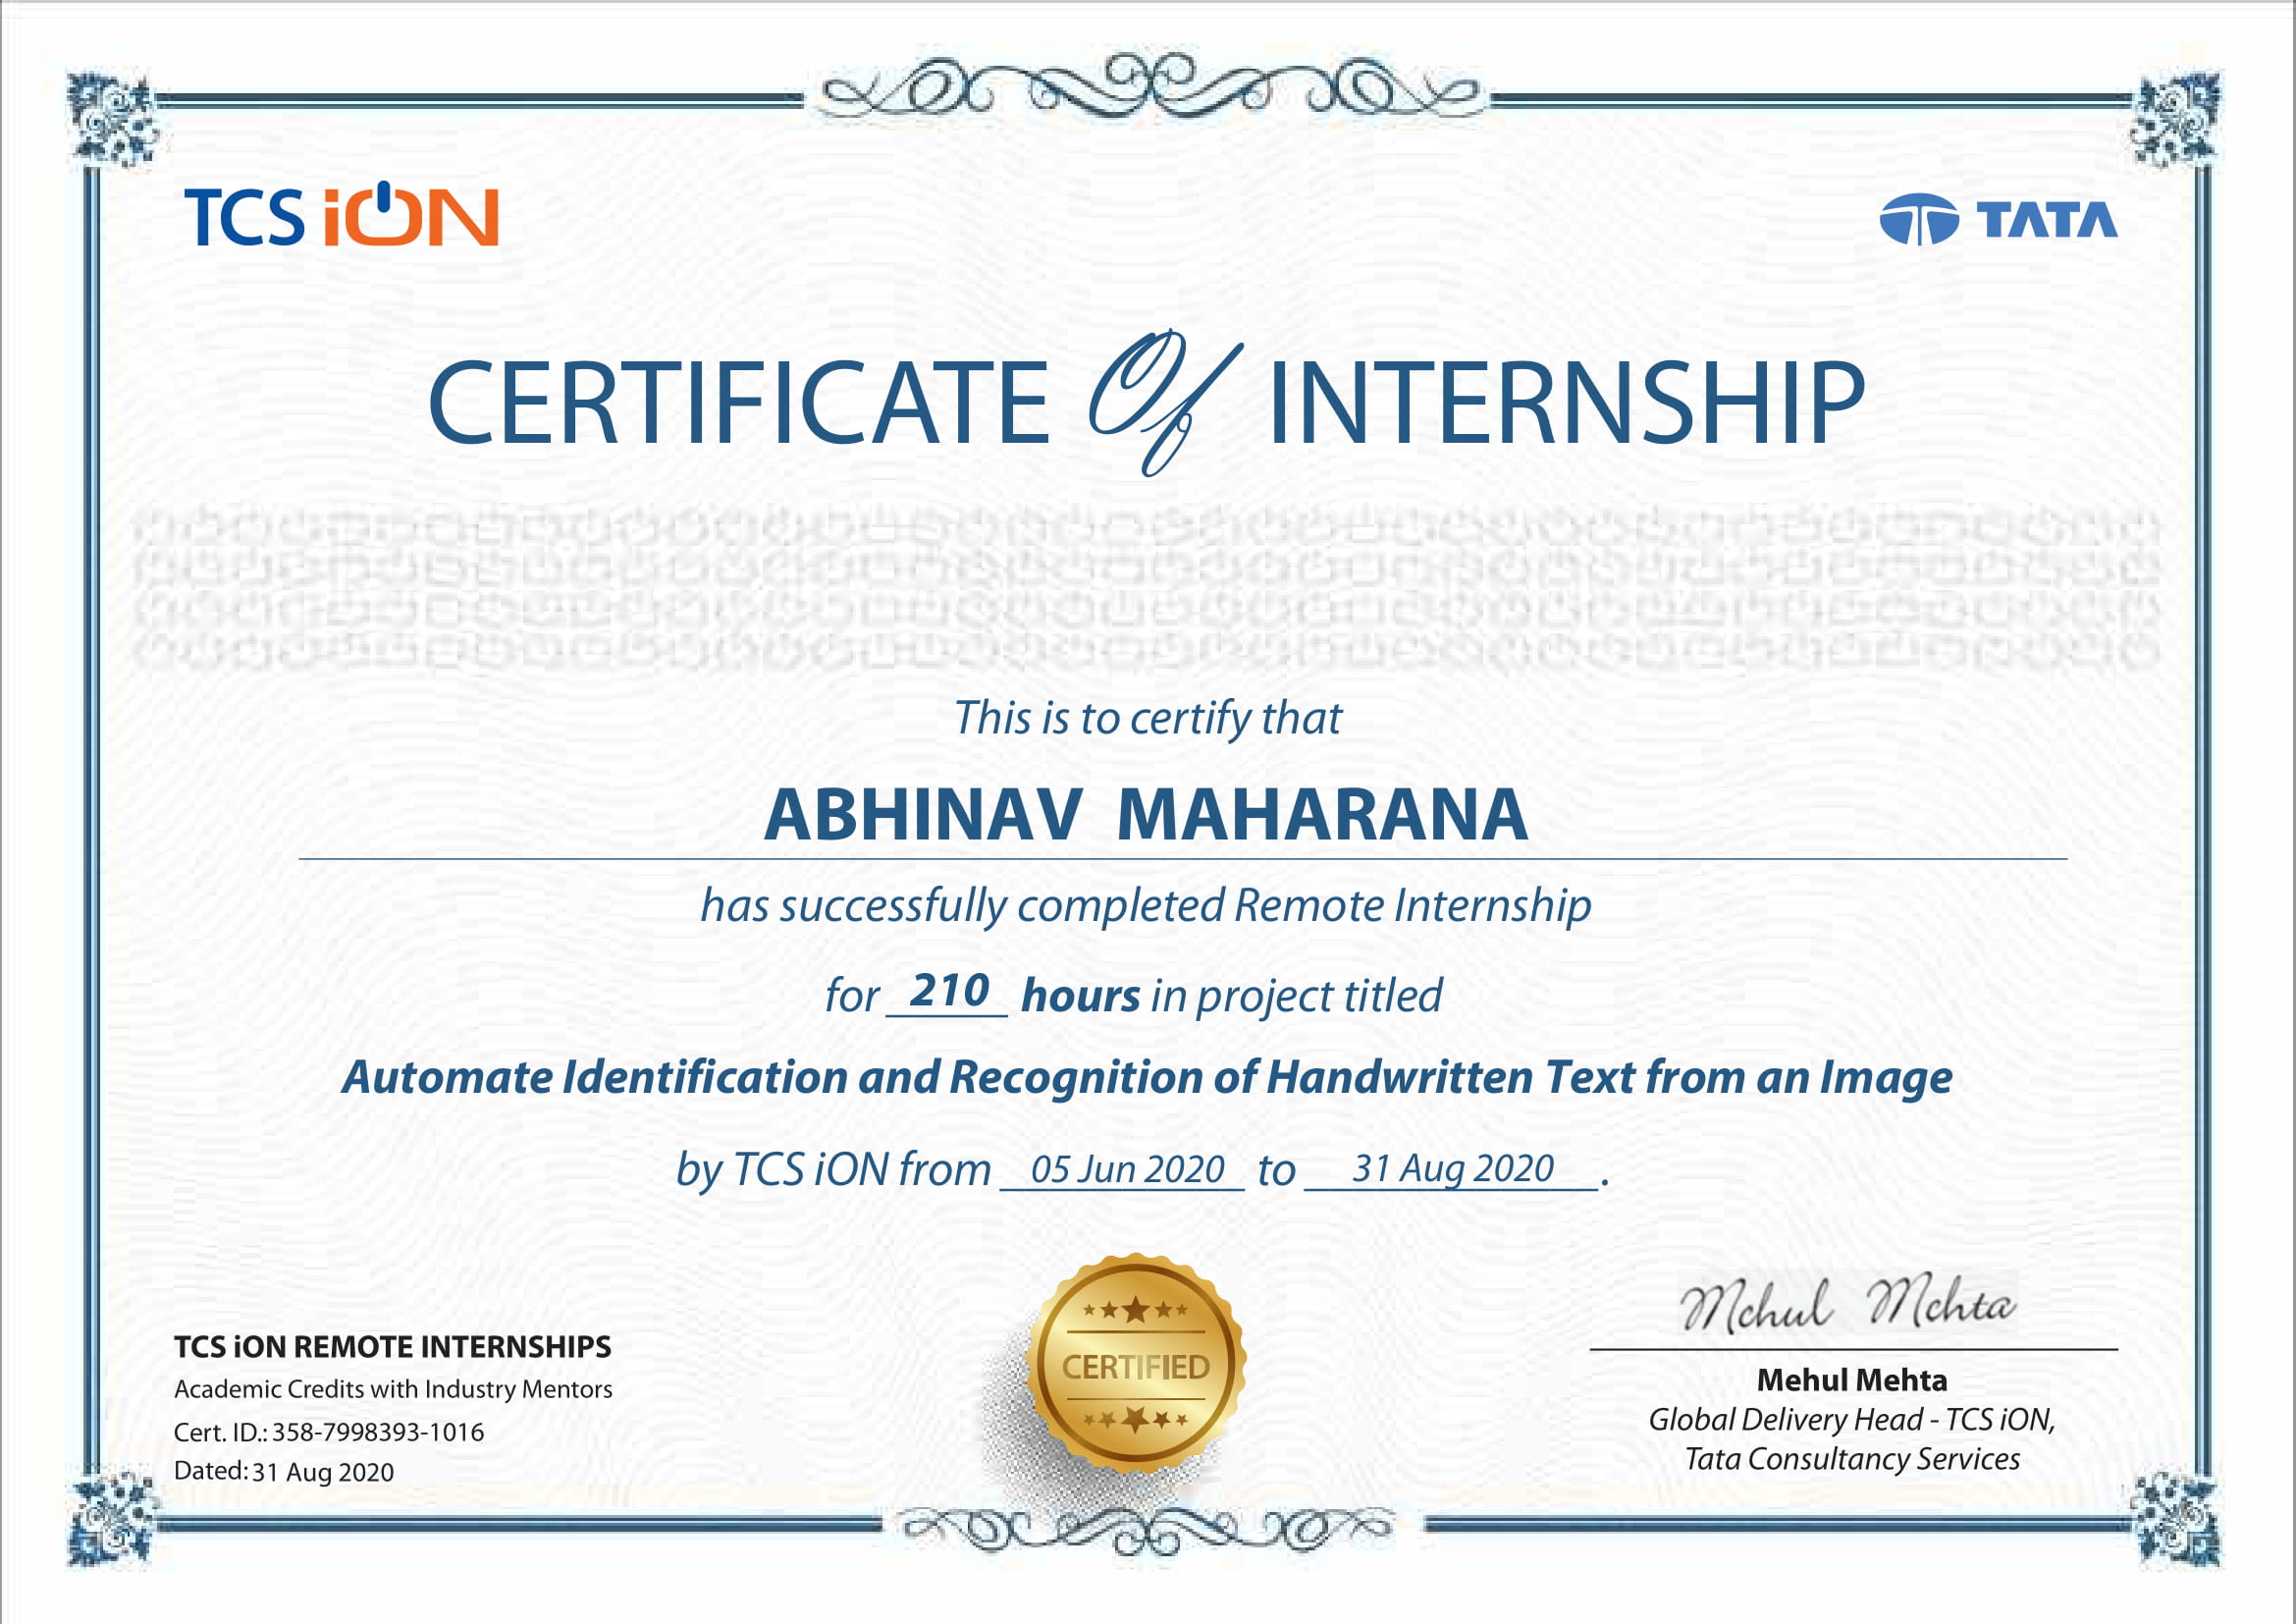 TCS iON
TATA
CERTIFICATE Of INTERNSHIP
This is to certify that
ABHINAV MAHARANA
has successfully completed Remote Internship
for 210 hours in project titled
Automate Identification and Recognition of Handwritten Text from an Image
by TCS iON from 05 Jun 2020 to 31 Aug 2020.
CERTIFIED
TCS iON REMOTE INTERNSHIPS
Academic Credits with Industry Mentors
Cert. ID.: 358-7998393-1016
Dated: 31 Aug 2020
Mehul Mehta
Mehul Mehta
Global Delivery Head - TCS iON,
Tata Consultancy Services